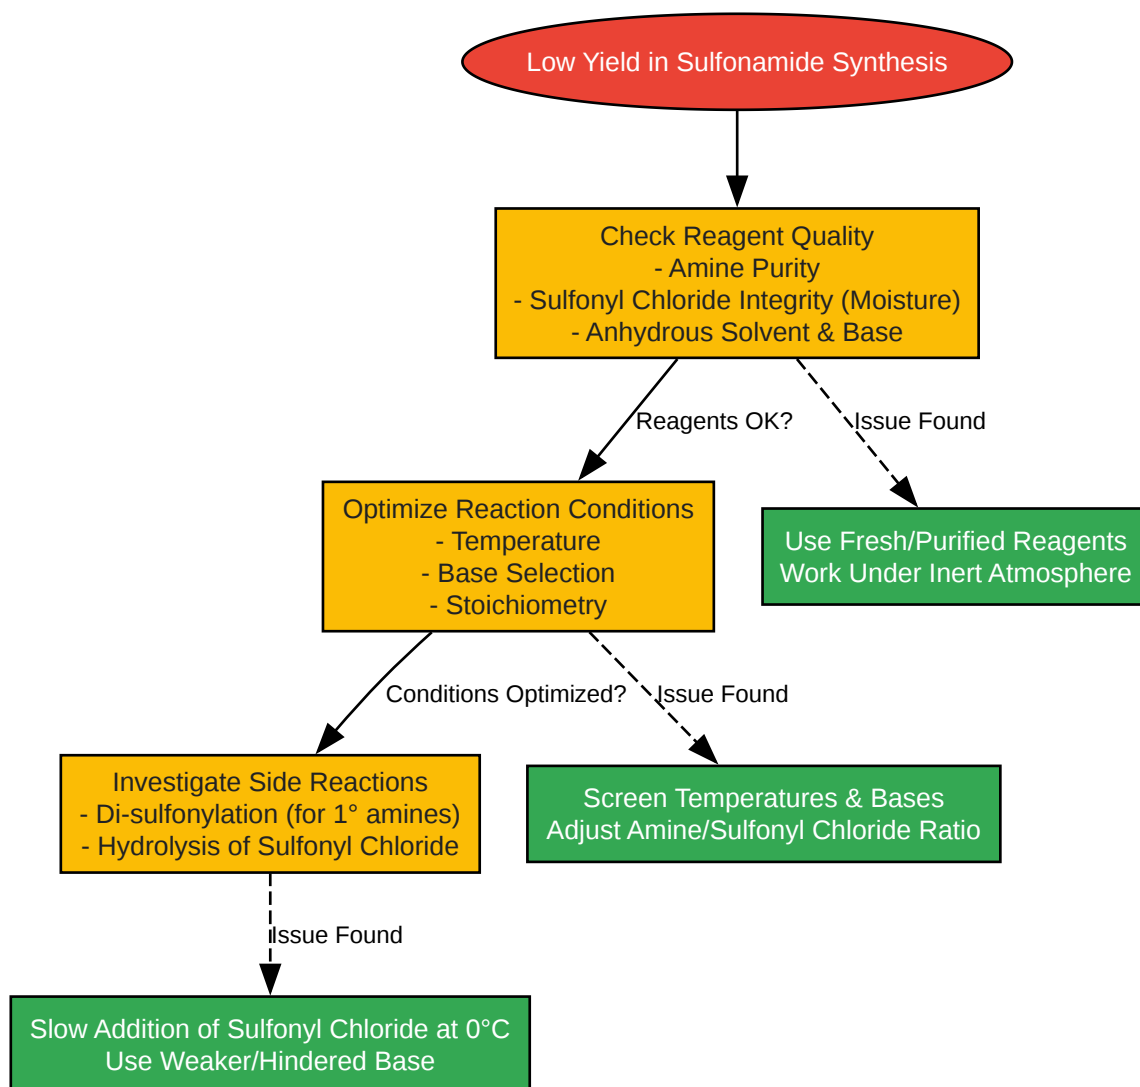 Low Yield in Sulfonamide Synthesis
Check Reagent Quality
- Amine Purity
- Sulfonyl Chloride Integrity (Moisture)
- Anhydrous Solvent & Base
Reagents OK?
Issue Found
Optimize Reaction Conditions
- Temperature
- Base Selection
- Stoichiometry
Use Fresh/Purified Reagents
Work Under Inert Atmosphere
Conditions Optimized?
Issue Found
Investigate Side Reactions
- Di-sulfonylation (for 1° amines)
- Hydrolysis of Sulfonyl Chloride
Screen Temperatures & Bases
Adjust Amine/Sulfonyl Chloride Ratio
Issue Found
Slow Addition of Sulfonyl Chloride at 0°C
Use Weaker/Hindered Base